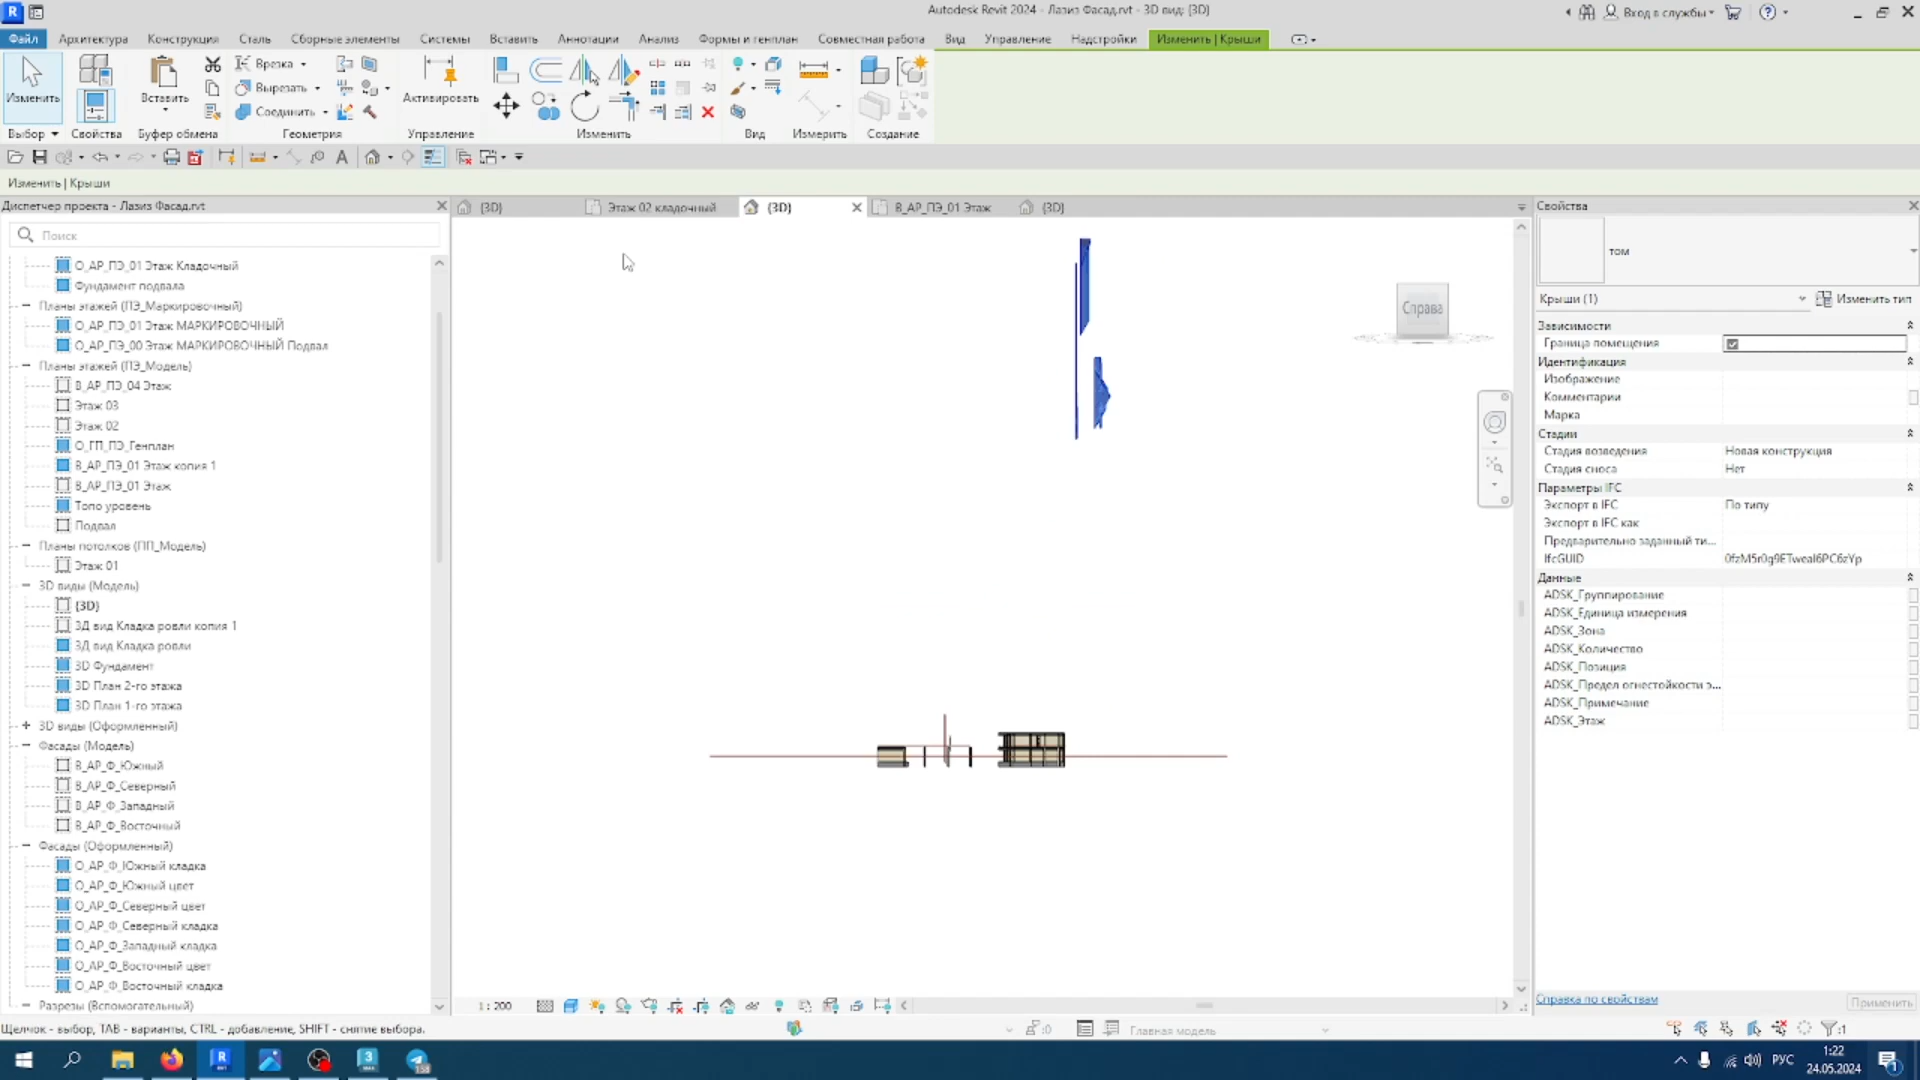 Autodesk Revit 2024 - Лазиз Фасад.rvt - 3D вид: {3D}
Вход в службы
Файл Архитектура Конструкция Сталь Сборные элементы Системы Вставить Аннотации Анализ Формы и генплан Совместная работа Вид Управление Надстройки Изменить | Крыши
Изменить
Вставить
Врезка
Вырезать
Соединить
Активировать
Выбор Свойства Буфер обмена Геометрия Управление Изменить Вид Измерить Создание
Изменить | Крыши
Диспетчер проекта - Лазиз Фасад.rvt
Поиск
О_АР_ПЭ_01 Этаж Кладочный
Фундамент подвала
Планы этажей (ПЭ_Маркировочный)
О_АР_ПЭ_01 Этаж МАРКИРОВОЧНЫЙ
О_АР_ПЭ_00 Этаж МАРКИРОВОЧНЫЙ Подвал
Планы этажей (ПЭ_Модель)
В_АР_ПЭ_04 Этаж
Этаж 03
Этаж 02
О_ГП_ПЭ_Генплан
В_АР_ПЭ_01 Этаж копия 1
В_АР_ПЭ_01 Этаж
Топо уровень
Подвал
Планы потолков (ПП_Модель)
Этаж 01
3D виды (Модель)
{3D}
3Д вид Кладка ровли копия 1
3Д вид Кладка ровли
3D Фундамент
3D План 2-го этажа
3D План 1-го этажа
3D виды (Оформленный)
Фасады (Модель)
В_АР_Ф_Южный
В_АР_Ф_Северный
В_АР_Ф_Западный
В_АР_Ф_Восточный
Фасады (Оформленный)
О_АР_Ф_Южный кладка
О_АР_Ф_Южный цвет
О_АР_Ф_Северный цвет
О_АР_Ф_Северный кладка
О_АР_Ф_Западный кладка
О_АР_Ф_Восточный цвет
О_АР_Ф_Восточный кладка
Разрезы (Вспомогательный)
{3D} Этаж 02 кладочный {3D} В_АР_ПЭ_01 Этаж {3D}
Справа
1 : 200
Свойства
том
Крыши (1) Изменить тип
Зависимости
Граница помещения
Идентификация
Изображение
Комментарии
Марка
Стадии
Стадия возведения Новая конструкция
Стадия сноса Нет
Параметры IFC
Экспорт в IFC По типу
Экспорт в IFC как
Предварительно заданный ти...
IfcGUID
Данные
ADSK_Группирование
ADSK_Единица измерения
ADSK_Зона
ADSK_Количество
ADSK_Позиция
ADSK_Предел огнестойкости э...
ADSK_Примечание
ADSK_Этаж
Справка по свойствам Применить
Щелчок - выбор, TAB - варианты, CTRL - добавление, SHIFT - снятие выбора.
:0 Главная модель :1
РУС 1:22
24.05.2024